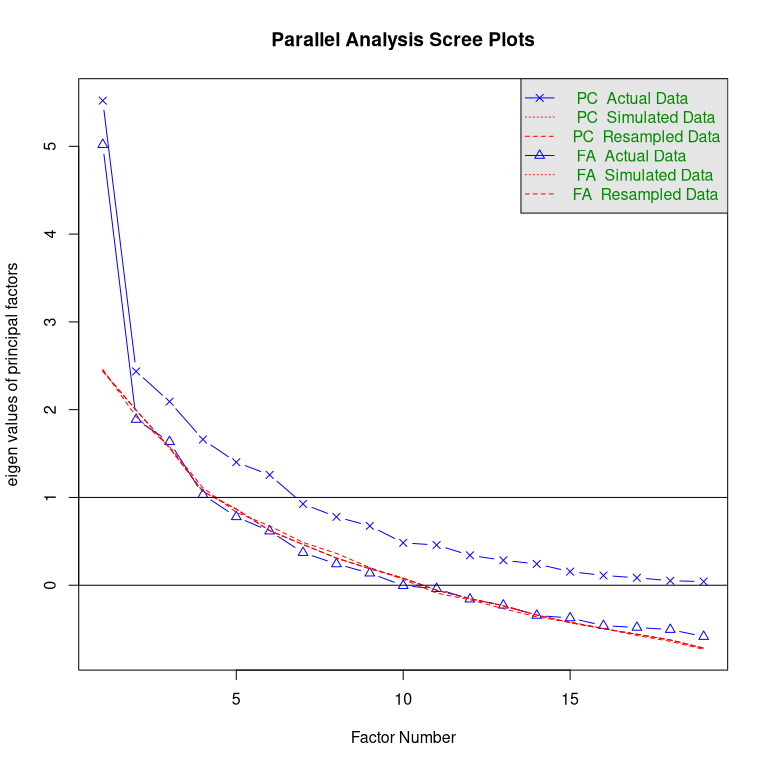 Parallel Analysis Scree Plots
PC Actual Data
PC Simulated Data
PC Resampled Data
FA Actual Data
FA Simulated Data
FA Resampled Data
eigen values of principal factors
5
4
3
2
1
0
5 10 15
Factor Number